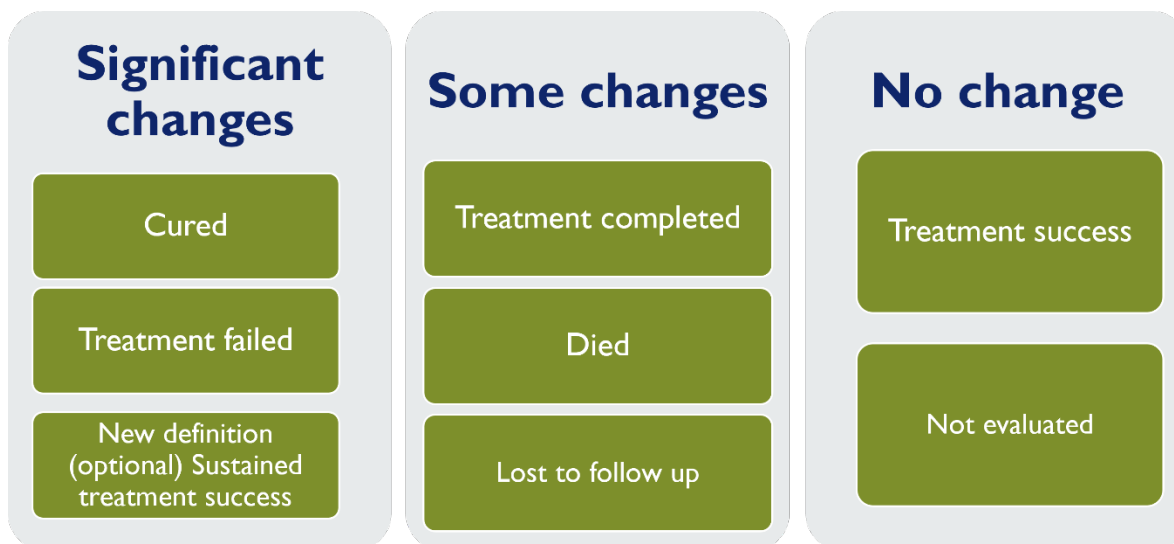 Significant
changes
Cured
Treatment failed
New definition
(optional) Sustained
treatment success
Some changes
Treatment completed
Died
Lost to follow up
No change
Treatment success
Not evaluated